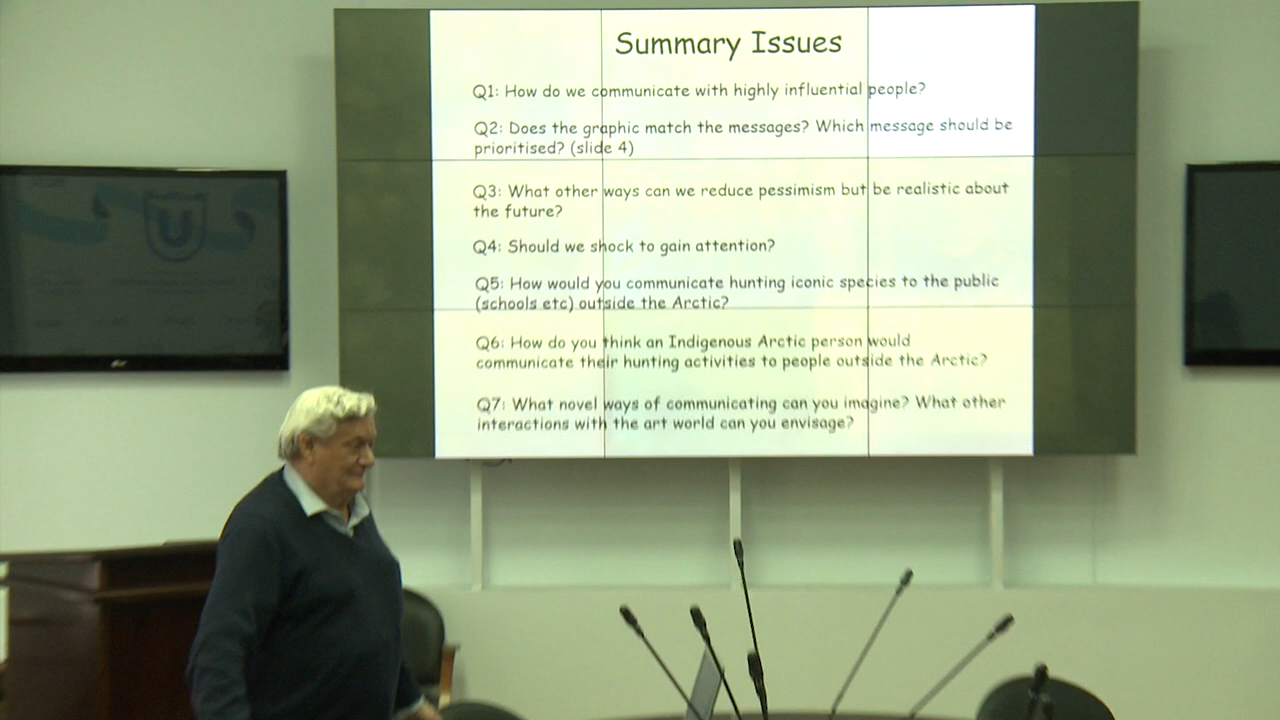 Summary Issues
Q1: How do we communicate with highly influential people?
Q2: Does the graphic match the messages? Which message should be
prioritised? (slide 4)
Q3: What other ways can we reduce pessimism but be realistic about
the future?
Q4: Should we shock to gain attention?
Q5: How would you communicate hunting iconic species to the public
(schools etc) outside the Arctic?
Q6: How do you think an Indigenous Arctic person would
communicate their hunting activities to people outside the Arctic?
Q7: What novel ways of communicating can you imagine? What other
interactions with the art world can you envisage?
U